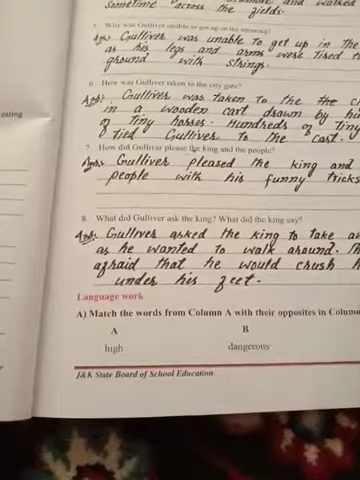 sometime across the and walked
fields.
5. Why was Gulliver unable to get up in the morning?
Ans: Gulliver was unable to get up in the
as his legs and arms were tied to
ground with strings.
6. How was Gulliver taken to the city gate?
Ans: Gulliver was taken to the the c
in a wooden cart drawn by hu
of tiny horses. Hundreds of tiny
tied Gulliver to the cart.
eating
7. How did Gulliver please the king and the people?
Ans: Gulliver pleased the king and
people with his funny tricks
8. What did Gulliver ask the king? What did the king say?
Ans: Gulliver asked the king to take aw
as he wanted to walk around. Th
afraid that he would crush
under his feet.
Language work
A) Match the words from Column A with their opposites in Colum
A B
high dangerous
J&K State Board of School Education